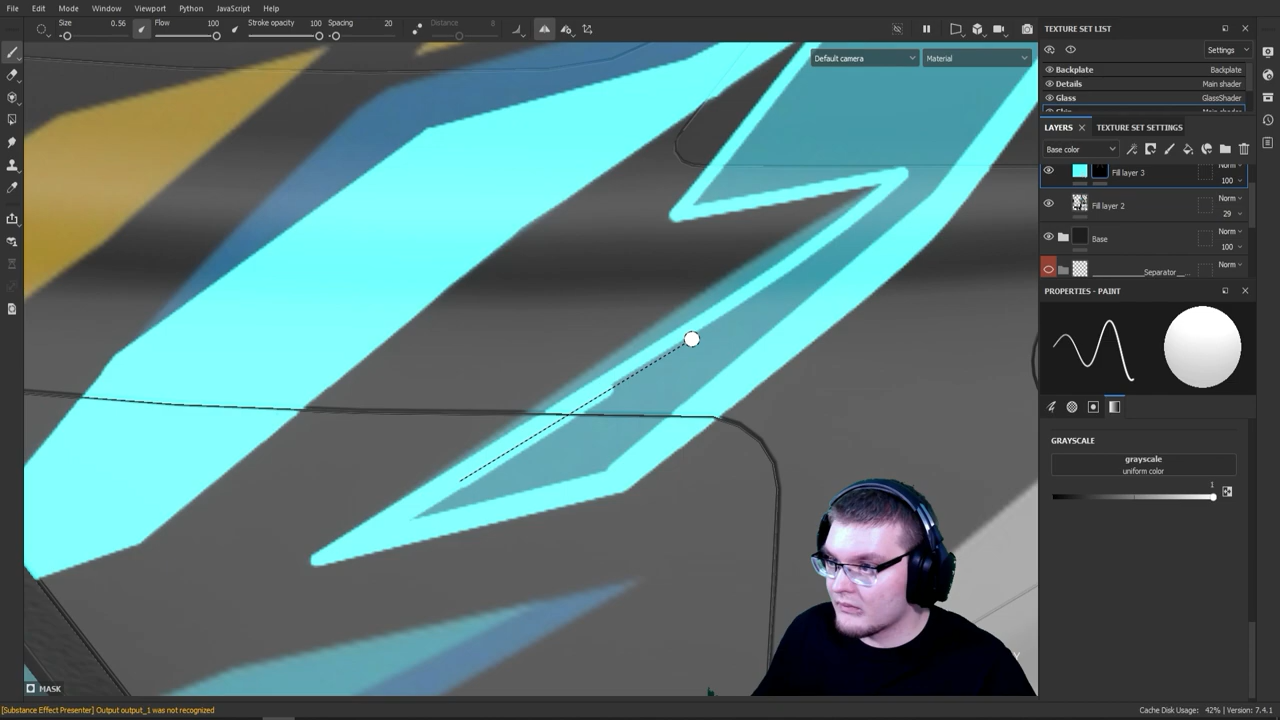 File Edit Mode Window Viewport Python JavaScript Help
Size 0.56 Flow 100 Stroke opacity 100 Spacing 20 Distance 8
Default camera Material
TEXTURE SET LIST
Settings
Backplate Backplate
Details Main shader
Glass GlassShader
LAYERS TEXTURE SET SETTINGS
Base color
Fill layer 3 Norm 100
Fill layer 2 Norm 29
Base Norm 100
__________Separator__... Norm
PROPERTIES - PAINT
GRAYSCALE
grayscale
uniform color
1
MASK
[Substance Effect Presenter] Output output_1 was not recognized
Cache Disk Usage: 42% | Version: 7.4.1